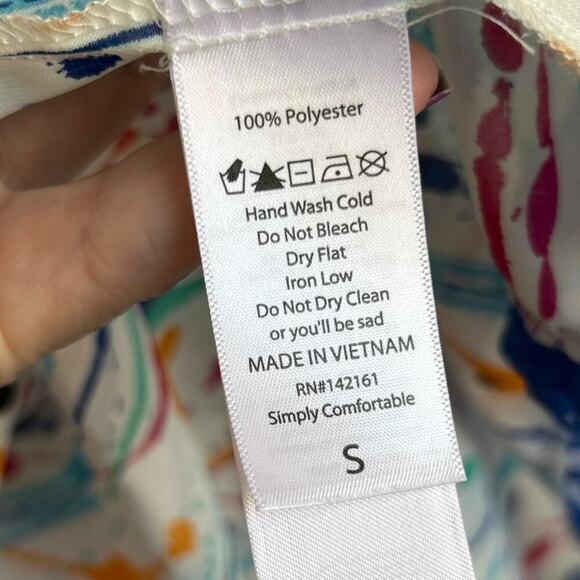 100% Polyester
Hand Wash Cold
Do Not Bleach
Dry Flat
Iron Low
Do Not Dry Clean
or you'll be sad
MADE IN VIETNAM
RN#142161
Simply Comfortable
S